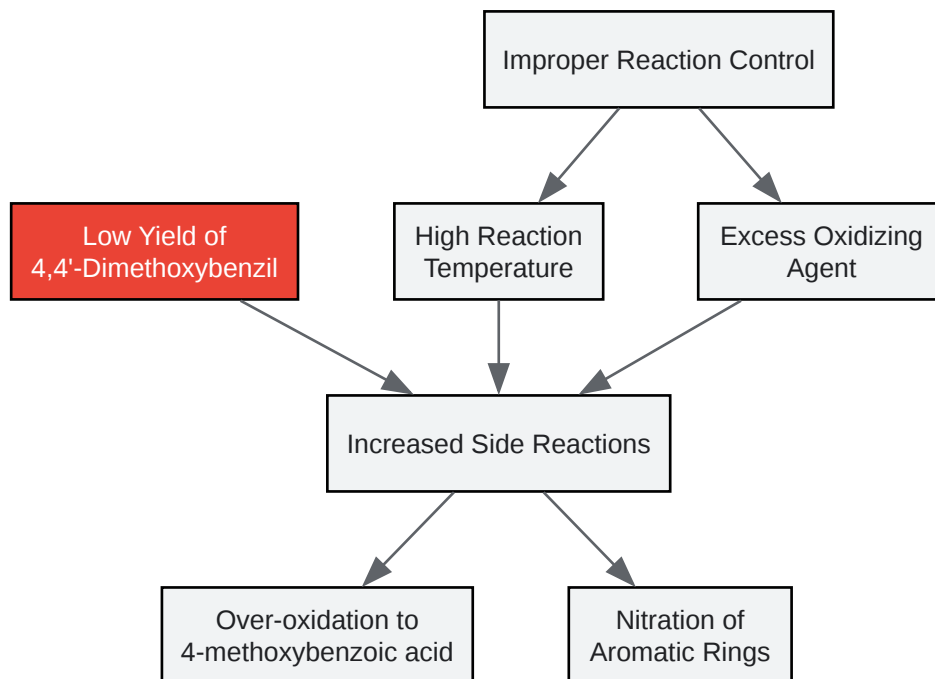 Improper Reaction Control
Low Yield of
4,4'-Dimethoxybenzil
High Reaction
Temperature
Excess Oxidizing
Agent
Increased Side Reactions
Over-oxidation to
4-methoxybenzoic acid
Nitration of
Aromatic Rings